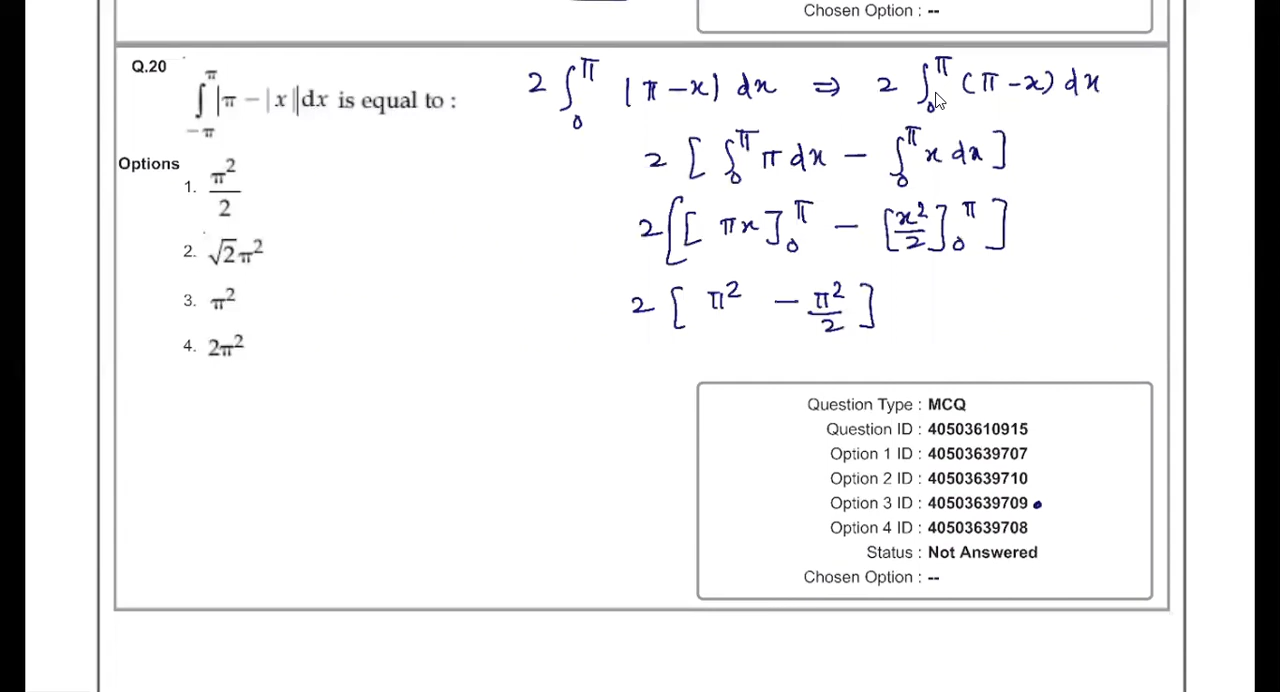 Chosen Option : --
Q.20
∫_{-π}^{π} |π − |x||dx is equal to :
2 ∫_0^π |π−x| dx ⇒ 2 ∫_0^π (π−x) dx
2 [ ∫_0^π π dx − ∫_0^π x dx ]
2 [ [πx]_0^π − [x²/2]_0^π ]
2 [ π² − π²/2 ]
Options
1. π²/2
2. √2π²
3. π²
4. 2π²
Question Type : MCQ
Question ID : 40503610915
Option 1 ID : 40503639707
Option 2 ID : 40503639710
Option 3 ID : 40503639709
Option 4 ID : 40503639708
Status : Not Answered
Chosen Option : --